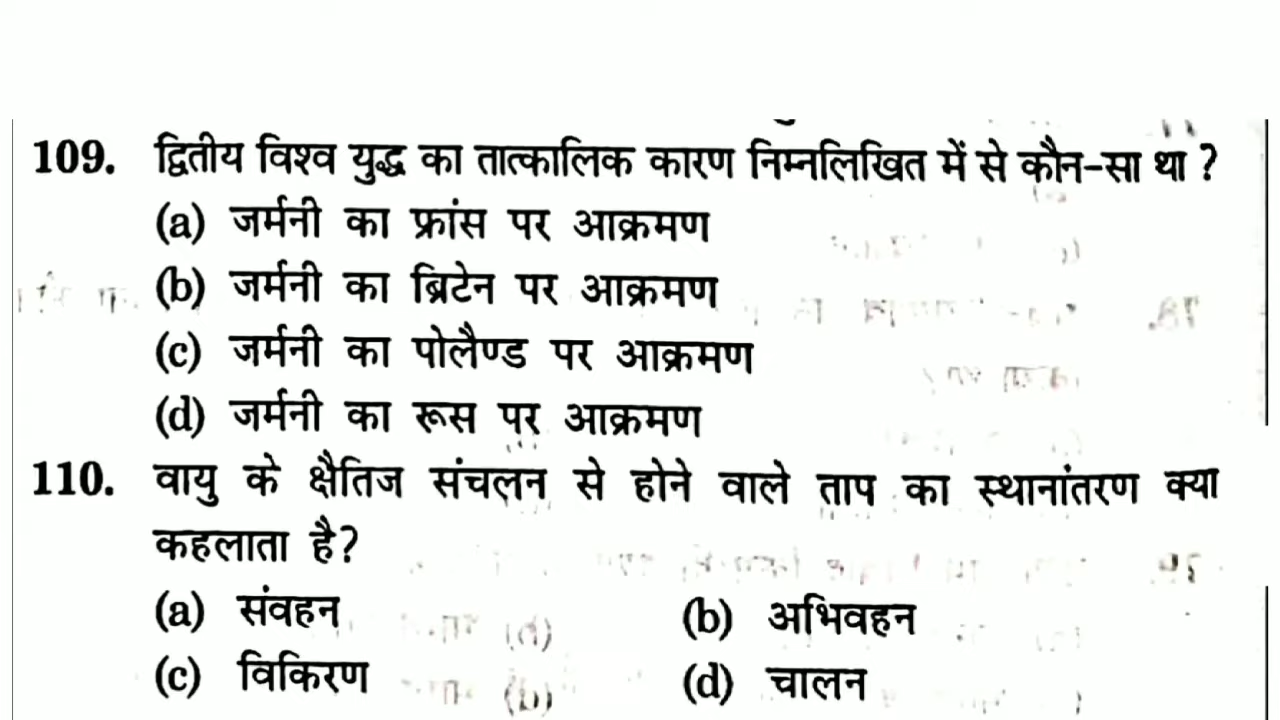 109. द्वितीय विश्व युद्ध का तात्कालिक कारण निम्नलिखित में से कौन-सा था ?
(a) जर्मनी का फ्रांस पर आक्रमण
(b) जर्मनी का ब्रिटेन पर आक्रमण
(c) जर्मनी का पोलैण्ड पर आक्रमण
(d) जर्मनी का रूस पर आक्रमण
110. वायु के क्षैतिज संचलन से होने वाले ताप का स्थानांतरण क्या
कहलाता है?
(a) संवहन (b) अभिवहन
(c) विकिरण (d) चालन